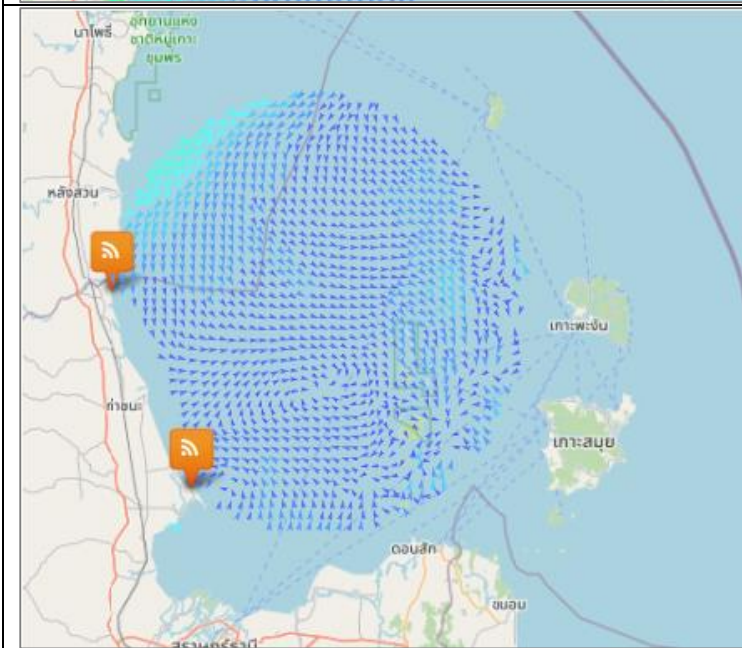 นาโพธิ์
อุทยานแห่ง
ชาติหมู่เกาะ
ชุมพร
หลังสวน
เกาะพะงัน
ท่าชนะ
เกาะสมุย
ดอนสัก
ขนอม
สุราษฎร์ธานี